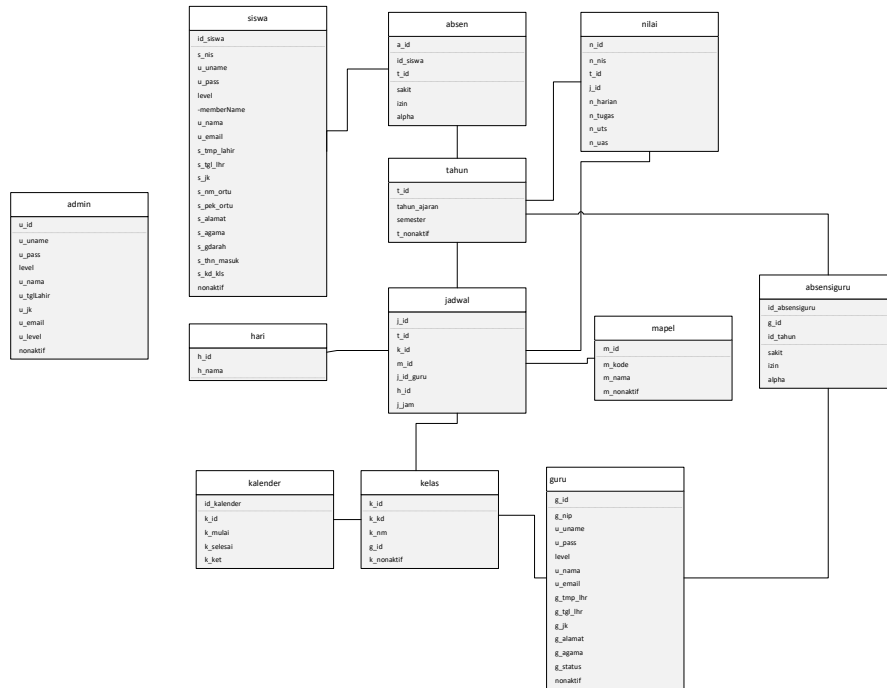 siswa
id_siswa
s_nis
u_uname
u_pass
level
-memberName
u_nama
u_email
s_tmp_lahir
s_tgl_lhr
s_jk
s_nm_ortu
s_pek_ortu
s_alamat
s_agama
s_gdarah
s_thn_masuk
s_kd_kls
nonaktif
absen
a_id
id_siswa
t_id
sakit
izin
alpha
nilai
n_id
n_nis
t_id
j_id
n_harian
n_tugas
n_uts
n_uas
tahun
t_id
tahun_ajaran
semester
t_nonaktif
admin
u_id
u_uname
u_pass
level
u_nama
u_tglLahir
u_jk
u_email
u_level
nonaktif
absensiguru
id_absensiguru
g_id
id_tahun
sakit
izin
alpha
jadwal
j_id
t_id
k_id
m_id
j_id_guru
h_id
j_jam
hari
h_id
h_nama
mapel
m_id
m_kode
m_nama
m_nonaktif
kalender
id_kalender
k_id
k_mulai
k_selesai
k_ket
kelas
k_id
k_kd
k_nm
g_id
k_nonaktif
guru
g_id
g_nip
u_uname
u_pass
level
u_nama
u_email
g_tmp_lhr
g_tgl_lhr
g_jk
g_alamat
g_agama
g_status
nonaktif